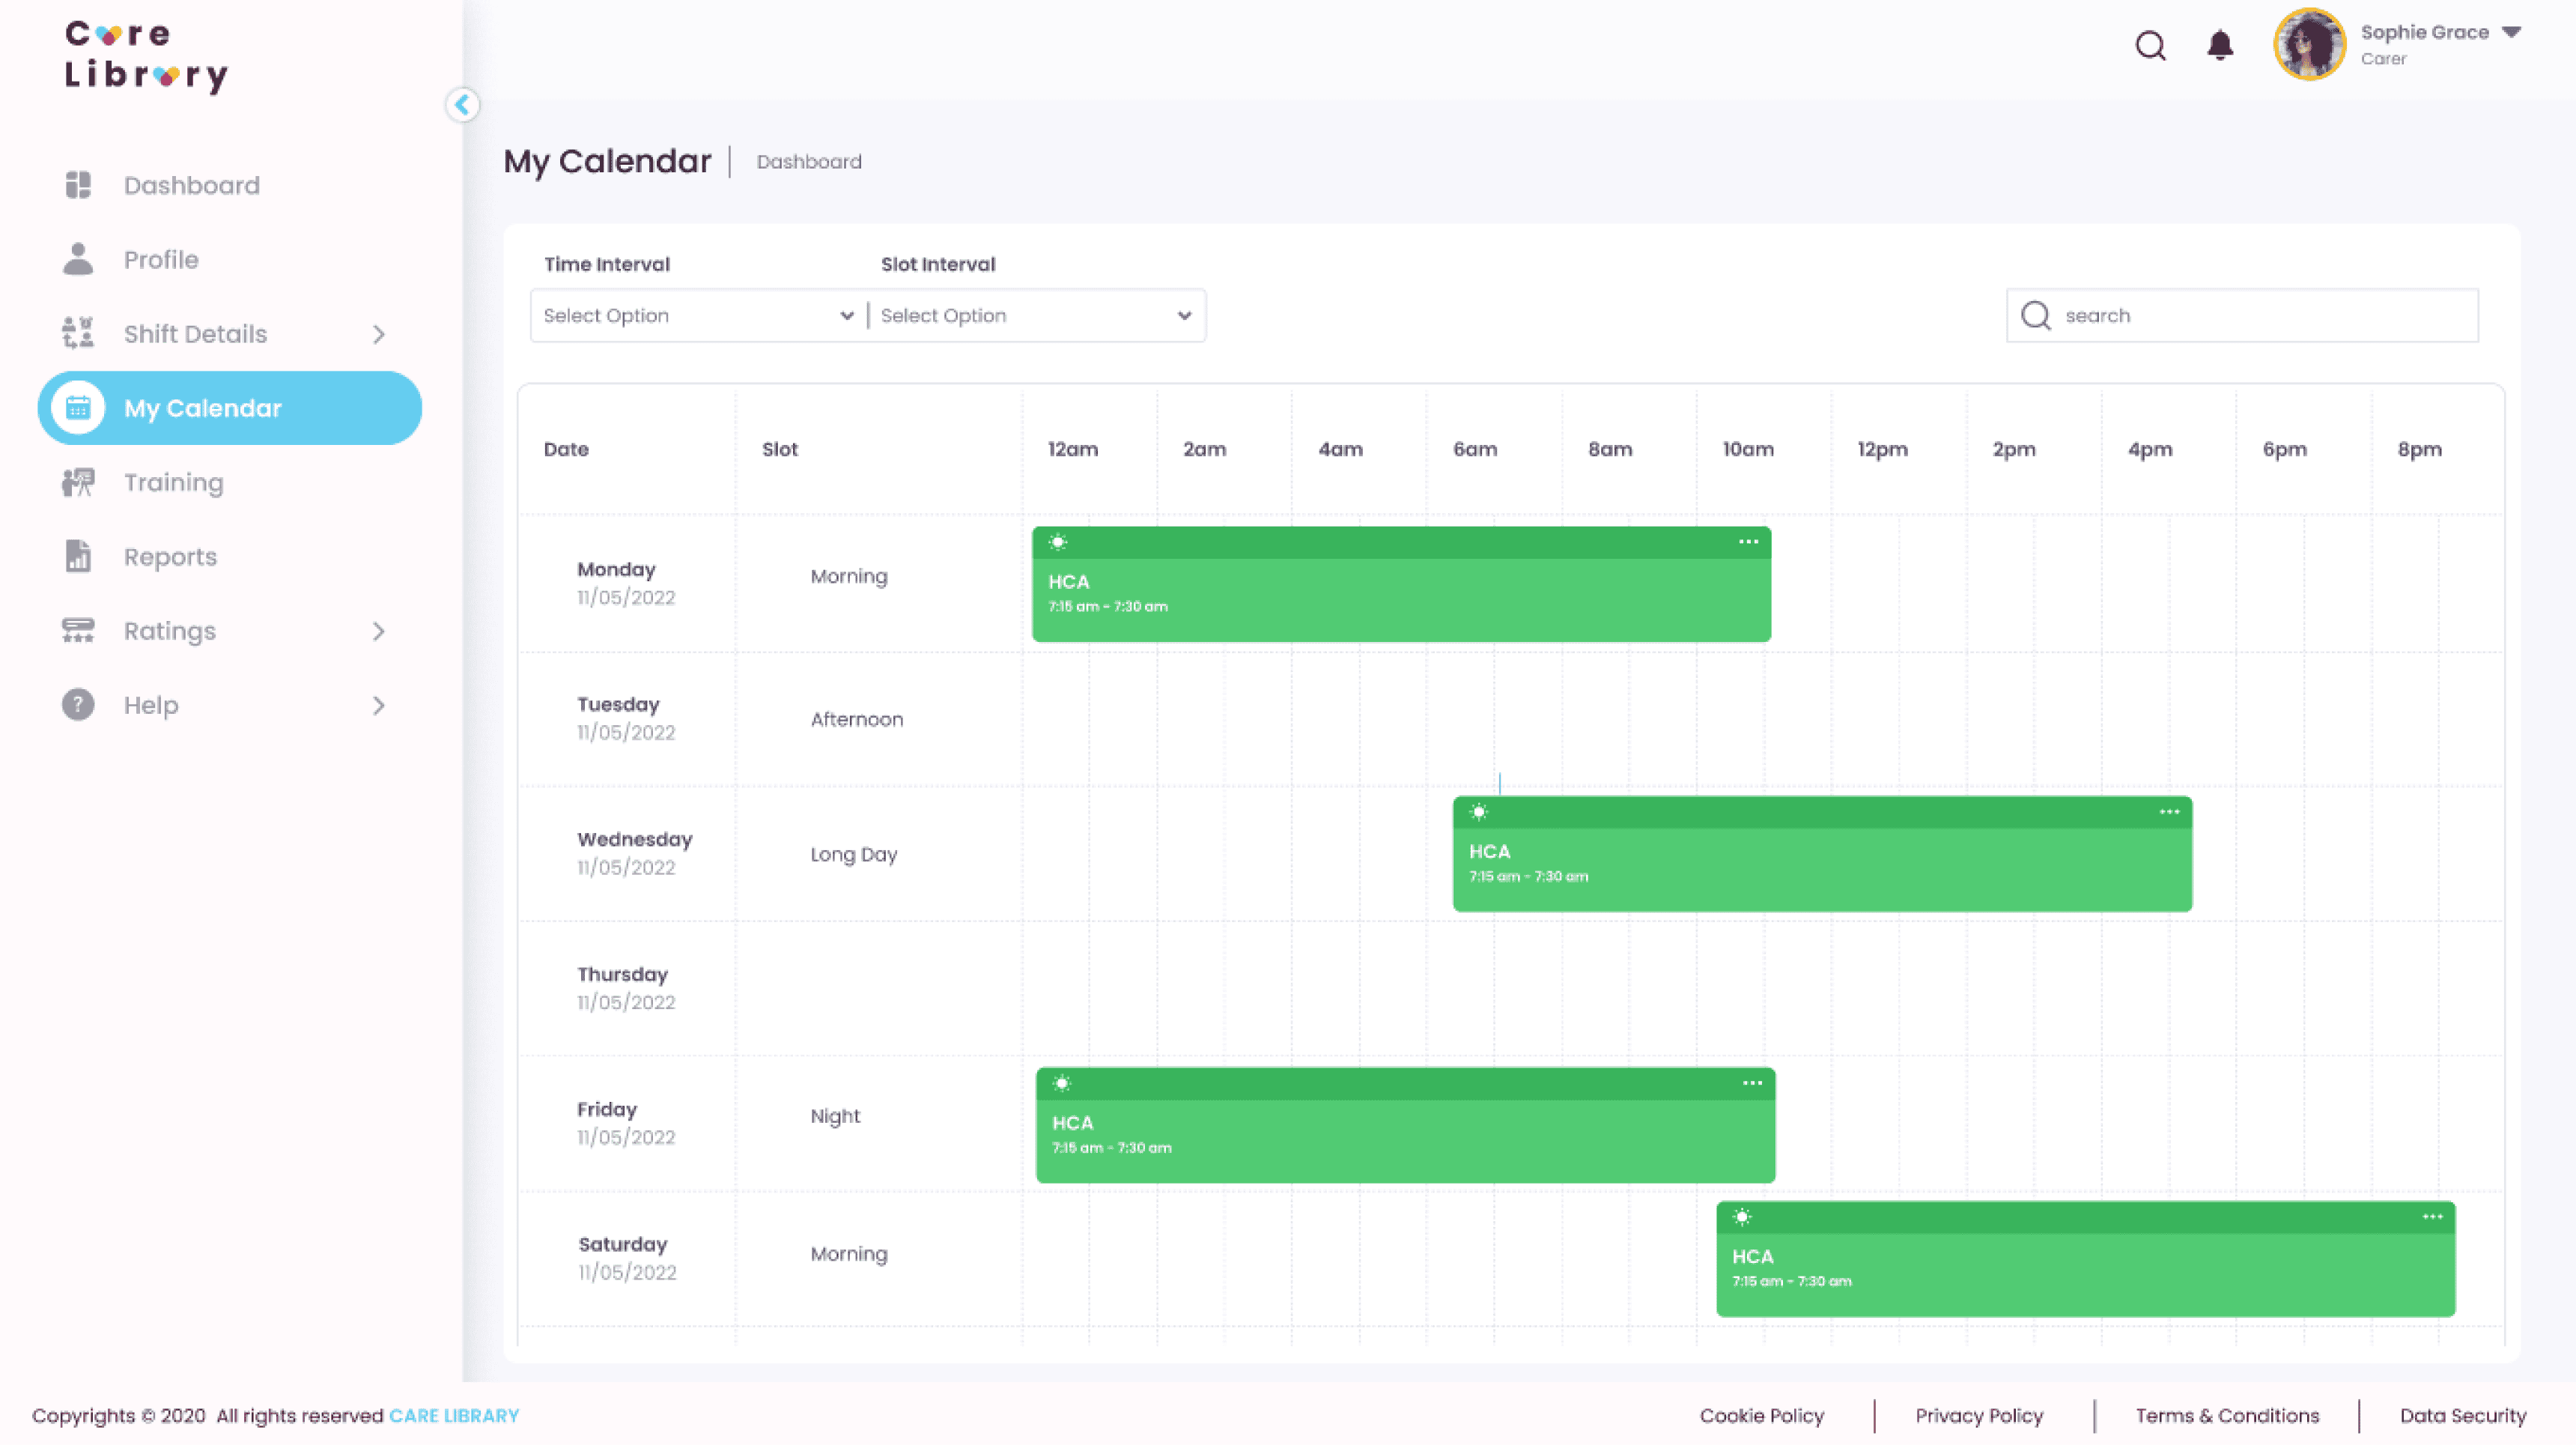 Care
Library
Sophie Grace
Carer
My Calendar
Dashboard
Dashboard
Profile
Shift Details
My Calendar
Training
Reports
Ratings
? Help
Time Interval Slot Interval
Select Option Select Option
search
Date Slot 12am 2am 4am 6am 8am 10am 12pm 2pm 4pm 6pm 8pm
Monday
11/05/2022
Morning
HCA
7:15 am - 7:30 am
Tuesday
11/05/2022
Afternoon
Wednesday
11/05/2022
Long Day
HCA
7:15 am - 7:30 am
Thursday
11/05/2022
Friday
11/05/2022
Night
HCA
7:15 am - 7:30 am
Saturday
11/05/2022
Morning
HCA
7:15 am - 7:30 am
Copyrights © 2020 All rights reserved CARE LIBRARY
Cookie Policy Privacy Policy Terms & Conditions Data Security